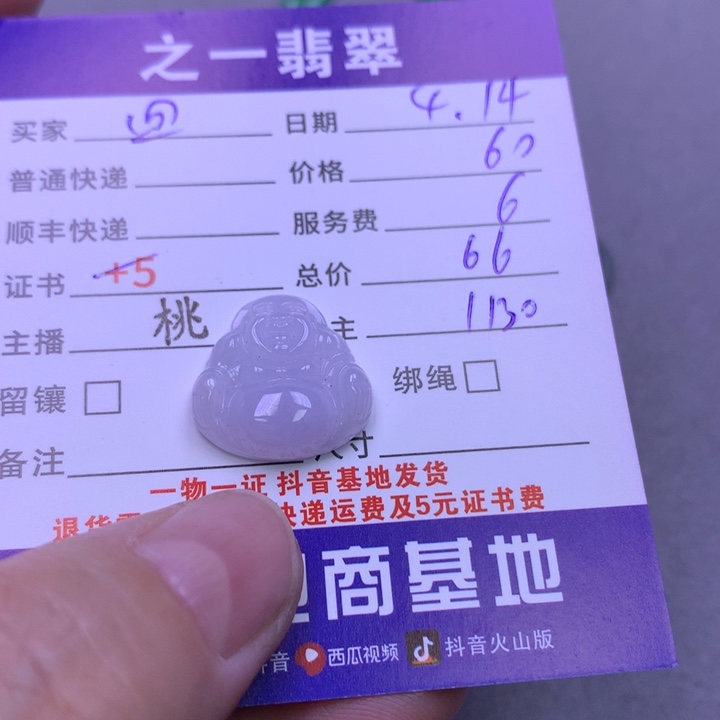 之一翡翠
买家 回 日期 4.14
普通快递 价格 60
顺丰快递 服务费 6
证书 +5 总价 66
主播 桃 主 1130
留镶 绑绳
备注 尺寸
一物一证 抖音基地发货
退货 快递运费及5元证书费
商基地
音 西瓜视频 抖音火山版